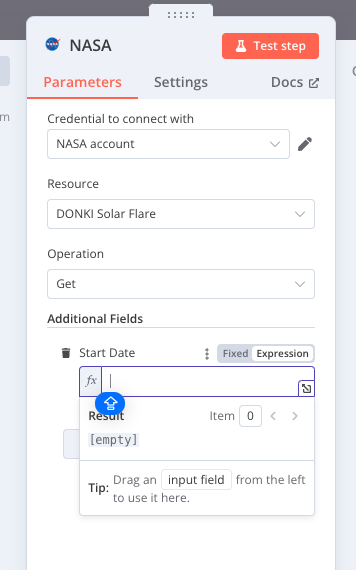 NASA
Test step
Parameters
Settings
Docs
Credential to connect with
NASA account
Resource
DONKI Solar Flare
Operation
Get
Additional Fields
Start Date
Fixed
Expression
fx
Result
Item 0
[empty]
Tip: Drag an input field from the left
to use it here.